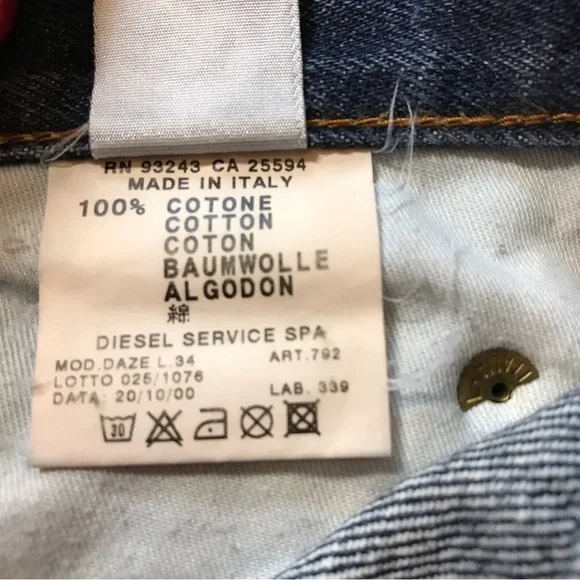 RN 93243 CA 25594
MADE IN ITALY
100% COTONE
COTTON
COTON
BAUMWOLLE
ALGODON
綿
DIESEL SERVICE SPA
MOD.DAZE L.34 ART.792
LOTTO 025/1076
DATA: 20/10/00 LAB. 339
30